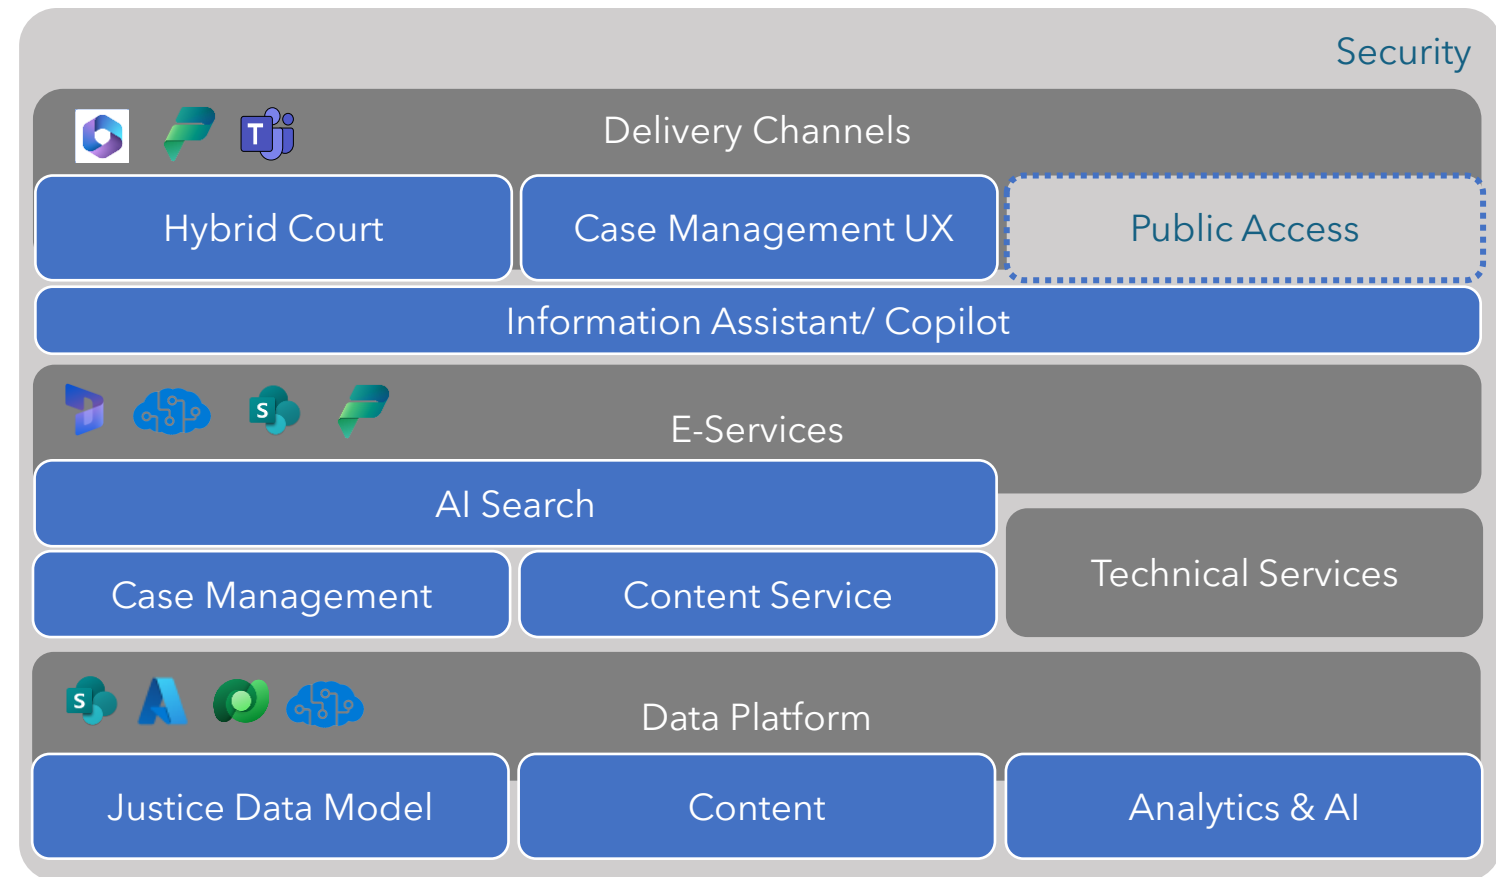 Security
Delivery Channels
Hybrid Court
Case Management UX
Public Access
Information Assistant/ Copilot
E-Services
AI Search
Case Management
Content Service
Technical Services
Data Platform
Justice Data Model
Content
Analytics & AI